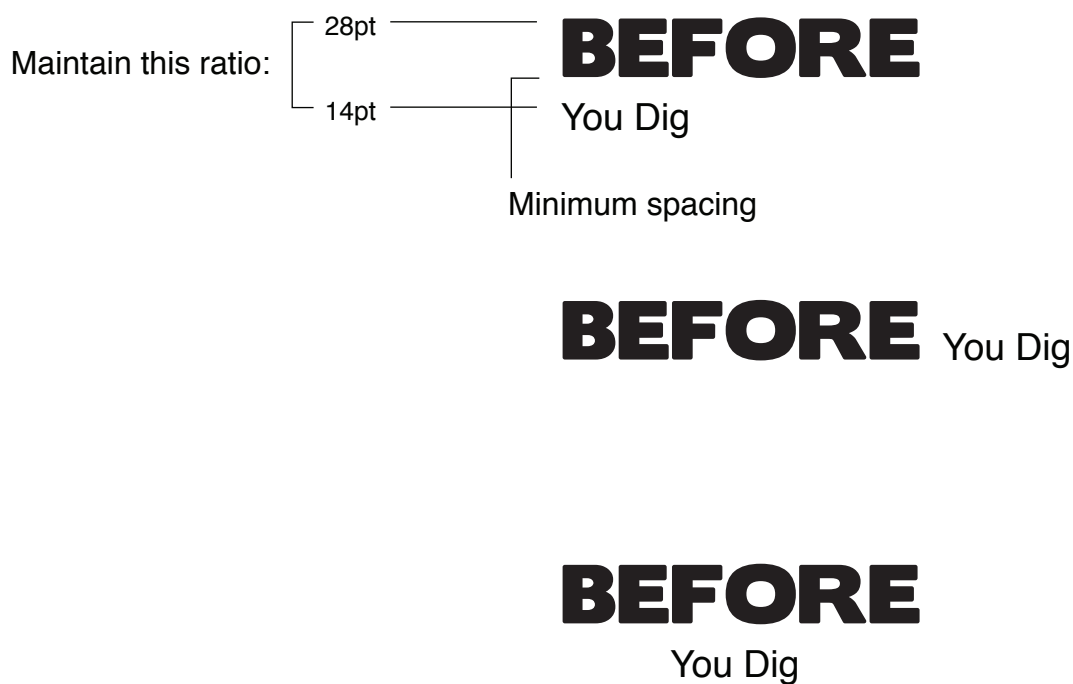 Maintain this ratio:
28pt
14pt
BEFORE
You Dig
Minimum spacing
BEFORE You Dig
BEFORE
You Dig